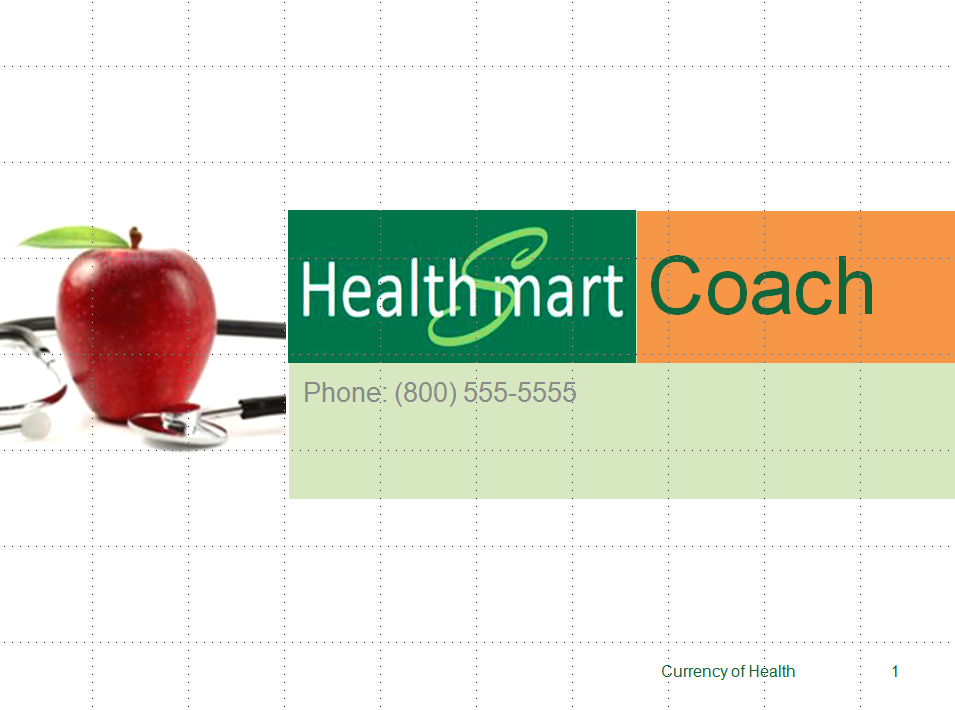 HealthSmart Coach
Phone: (800) 555-5555
Currency of Health 1